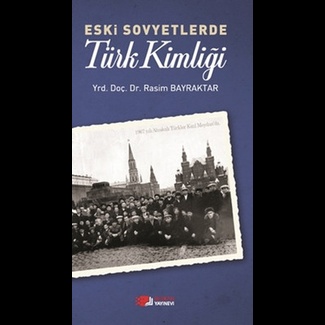 ESKİ SOVYETLERDE
Türk Kimliği
Yrd. Doç. Dr. Rasim BAYRAKTAR
YAYINEVİ